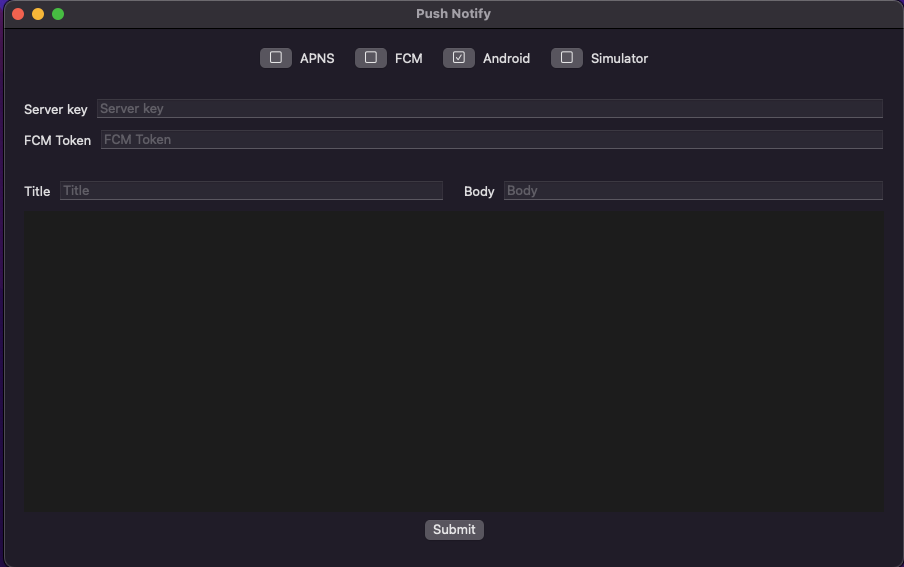 Push Notify
APNS FCM Android Simulator
Server key Server key
FCM Token FCM Token
Title Title Body Body
Submit